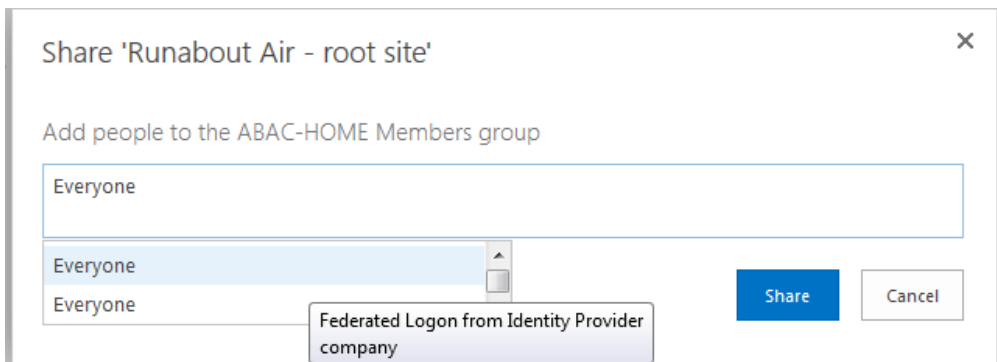 Share 'Runabout Air - root site'
Add people to the ABAC-HOME Members group
Everyone
Everyone
Everyone
Federated Logon from Identity Provider
company
Share
Cancel